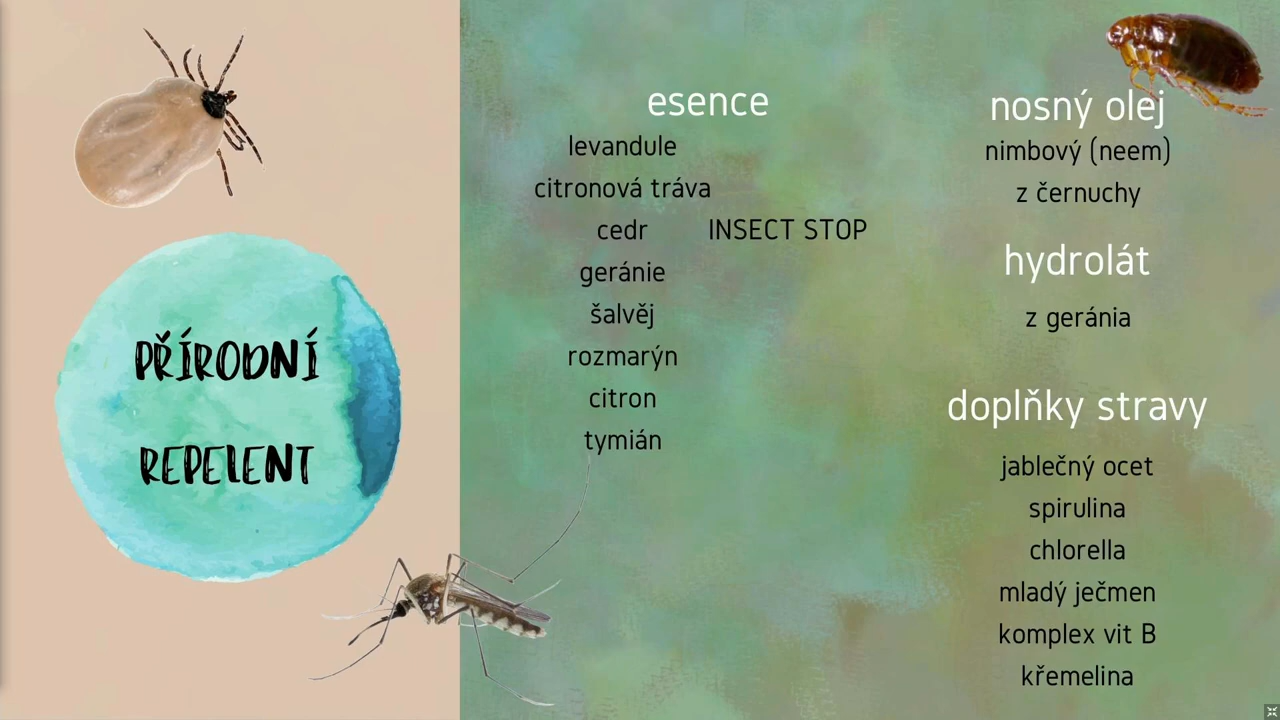 PŘÍRODNÍ
REPELENT
esence
levandule
citronová tráva
cedr
INSECT STOP
geránie
šalvěj
rozmarýn
citron
tymián
nosný olej
nimbový (neem)
z černuchy
hydrolát
z geránia
doplňky stravy
jablečný ocet
spirulina
chlorella
mladý ječmen
komplex vit B
křemelina